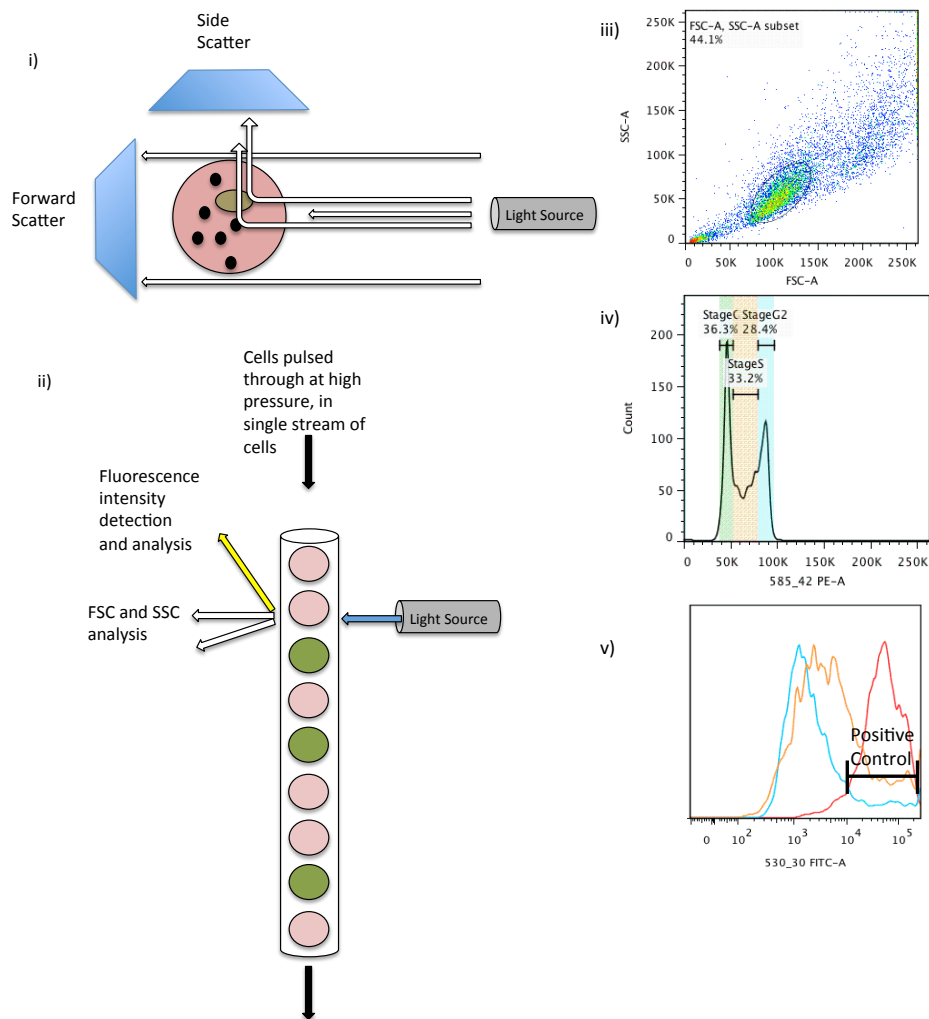 i)
Side
Scatter
Forward
Scatter
Light Source
ii)
Cells pulsed
through at high
pressure, in
single stream of
cells
Fluorescence
intensity
detection
and analysis
FSC and SSC
analysis
Light Source
iii)
FSC-A, SSC-A subset
44.1%
250K
200K
150K
100K
50K
0
SSC-A
0 50K 100K 150K 200K 250K
FSC-A
iv)
StageG2
36.3% 28.4%
StageS
33.2%
200
150
100
50
0
Count
0 50K 100K 150K 200K 250K
585_42 PE-A
v)
Positive
Control
0 10² 10³ 10⁴ 10⁵
530_30 FITC-A